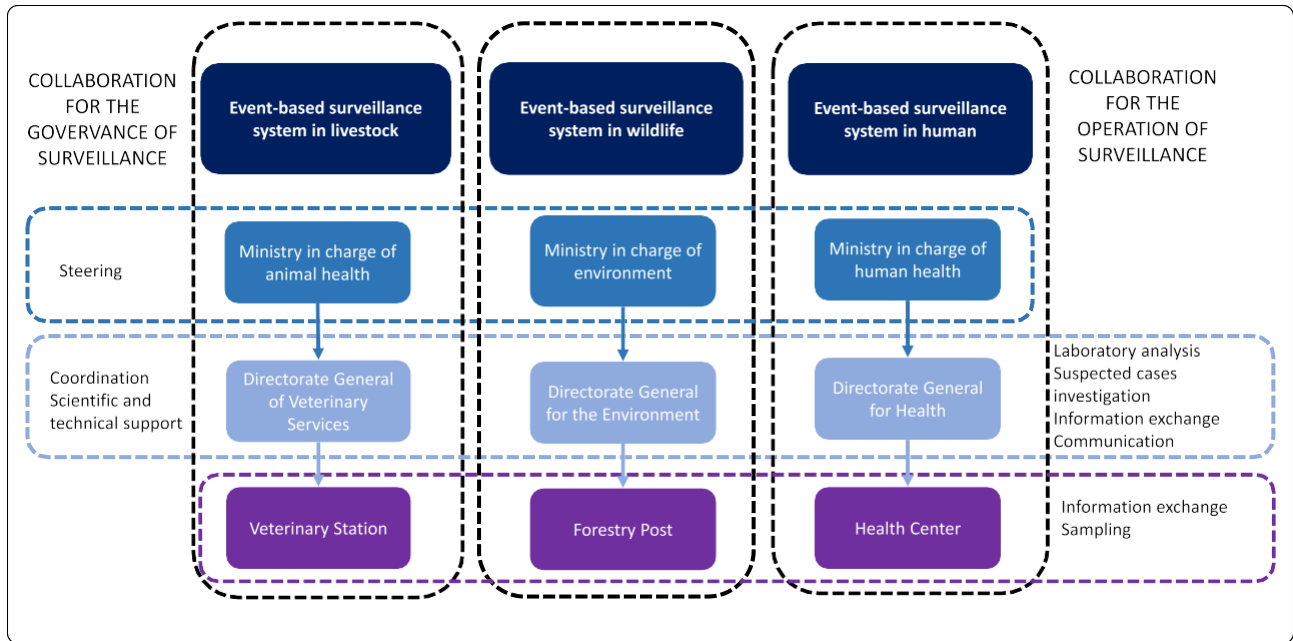 COLLABORATION
FOR THE
GOVERVANCE OF
SURVEILLANCE
Event-based surveillance
system in livestock
Event-based surveillance
system in wildlife
Event-based surveillance
system in human
COLLABORATION
FOR THE
OPERATION OF
SURVEILLANCE
Steering
Ministry in charge of
animal health
Ministry in charge of
environment
Ministry in charge of
human health
Coordination
Scientific and
technical support
Directorate General
of Veterinary
Services
Directorate General
for the Environment
Directorate General
for Health
Laboratory analysis
Suspected cases
investigation
Information exchange
Communication
Veterinary Station
Forestry Post
Health Center
Information exchange
Sampling